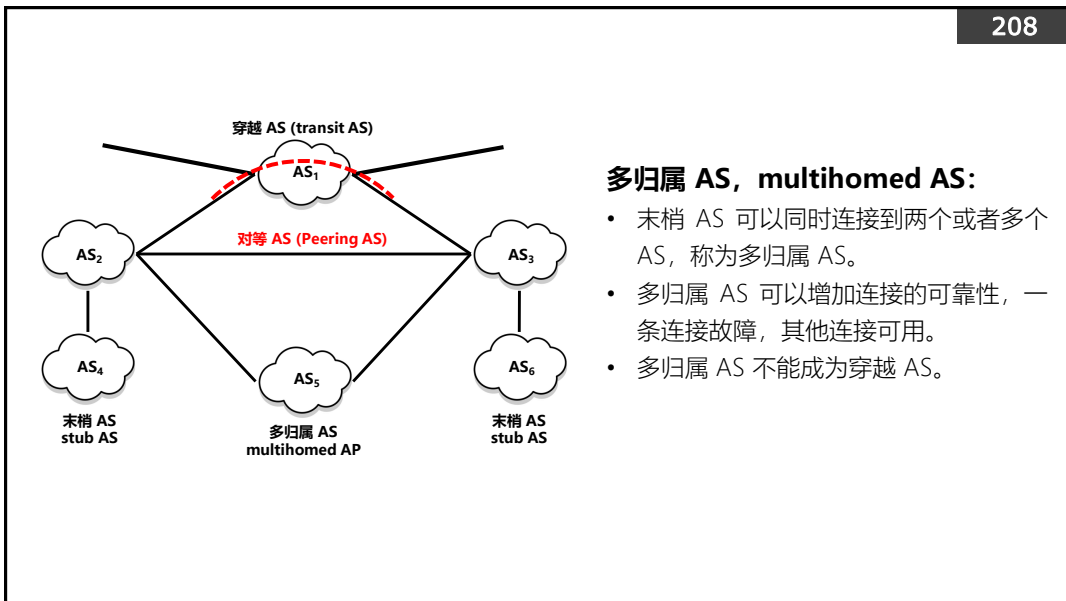 208
穿越 AS (transit AS)
AS₁
对等 AS (Peering AS)
AS₂
AS₃
AS₄
AS₅
AS₆
末梢 AS
stub AS
多归属 AS
multihomed AP
末梢 AS
stub AS
多归属 AS，multihomed AS：
• 末梢 AS 可以同时连接到两个或者多个
AS，称为多归属 AS。
• 多归属 AS 可以增加连接的可靠性，一
条连接故障，其他连接可用。
• 多归属 AS 不能成为穿越 AS。